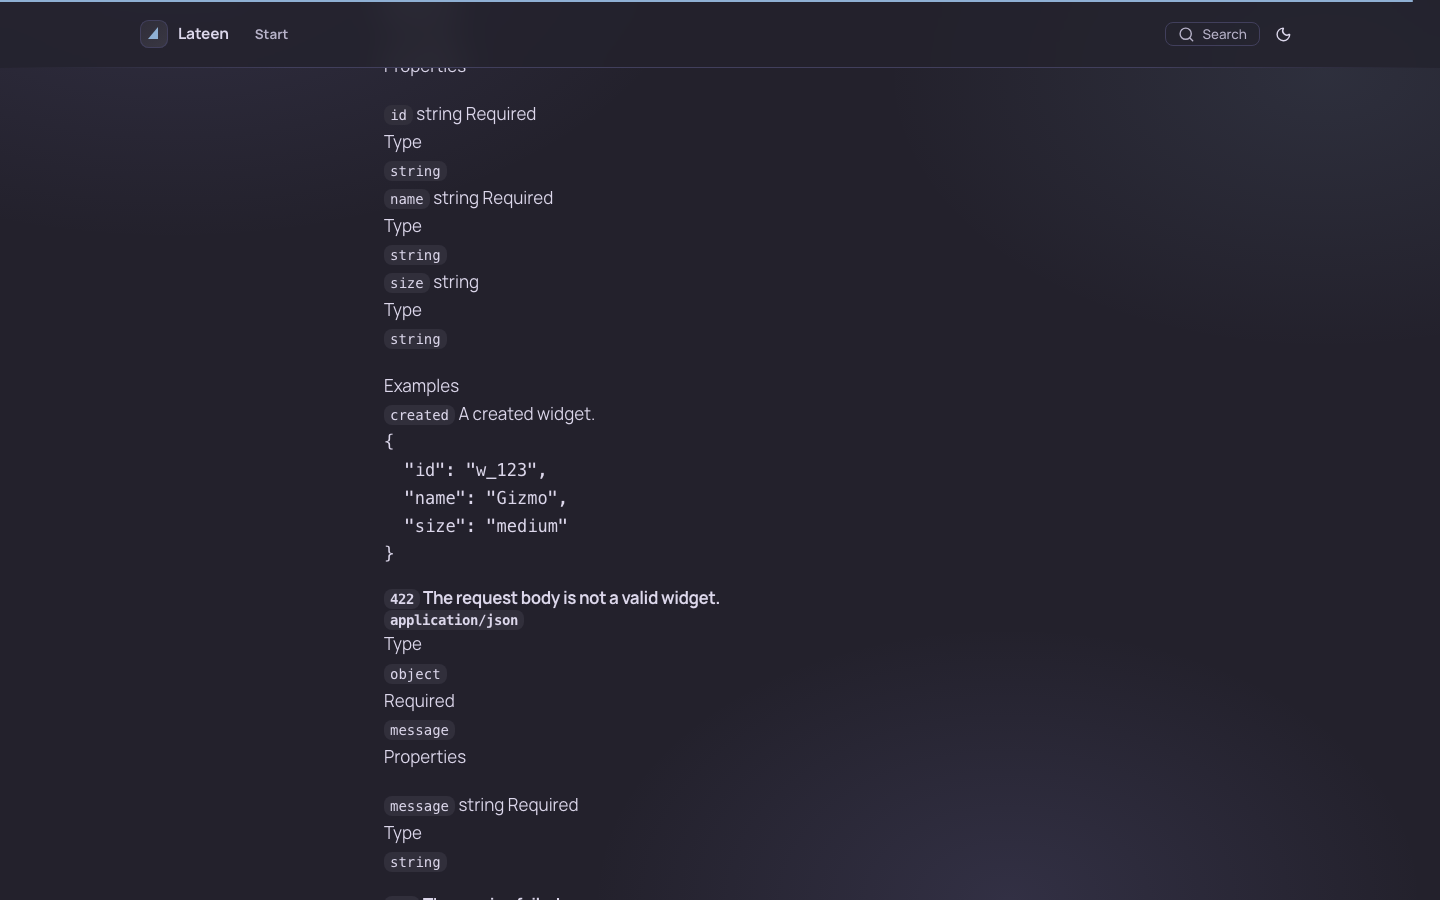 Lateen
Start
Search
Properties
id string Required
Type
string
name string Required
Type
string
size string
Type
string
Examples
created A created widget.
{
"id": "w_123",
"name": "Gizmo",
"size": "medium"
}
422 The request body is not a valid widget.
application/json
Type
object
Required
message
Properties
message string Required
Type
string